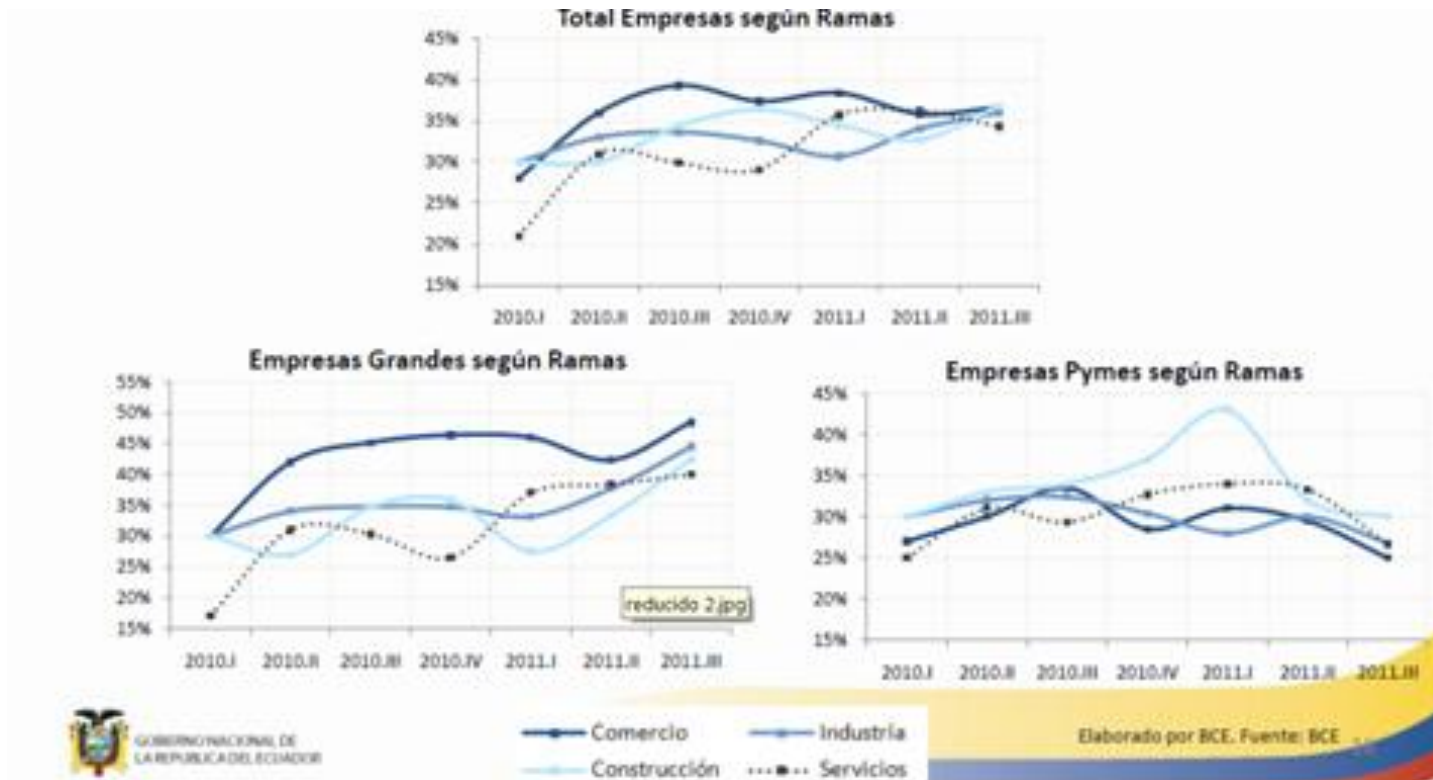 Total Empresas según Ramas
45%
40%
35%
30%
25%
20%
15%
2010.I 2010.II 2010.III 2010.IV 2011.I 2011.II 2011.III
Empresas Grandes según Ramas
55%
50%
45%
40%
35%
30%
25%
20%
15%
2010.I 2010.II 2010.III 2010.IV 2011.I 2011.II 2011.III
reducido 2.jpg
Empresas Pymes según Ramas
45%
40%
35%
30%
25%
20%
15%
2010.I 2010.II 2010.III 2010.IV 2011.I 2011.II 2011.III
GOBIERNO NACIONAL DE
LA REPUBLICA DEL ECUADOR
Comercio Industria
Construcción Servicios
Elaborado por BCE. Fuente: BCE